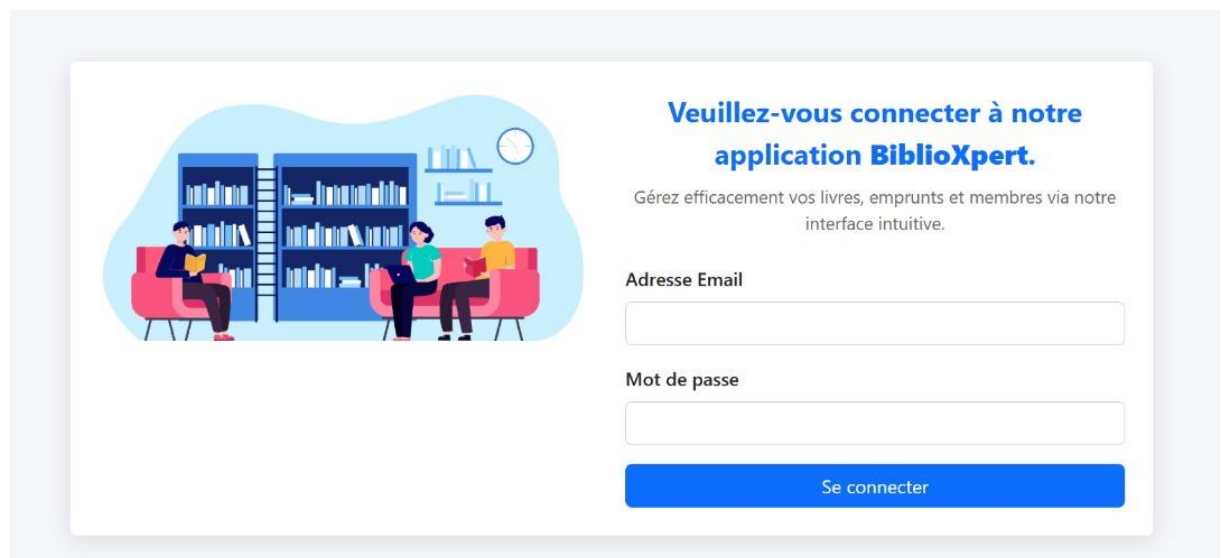 Veuillez-vous connecter à notre
application BiblioXpert.
Gérez efficacement vos livres, emprunts et membres via notre
interface intuitive.
Adresse Email
Mot de passe
Se connecter